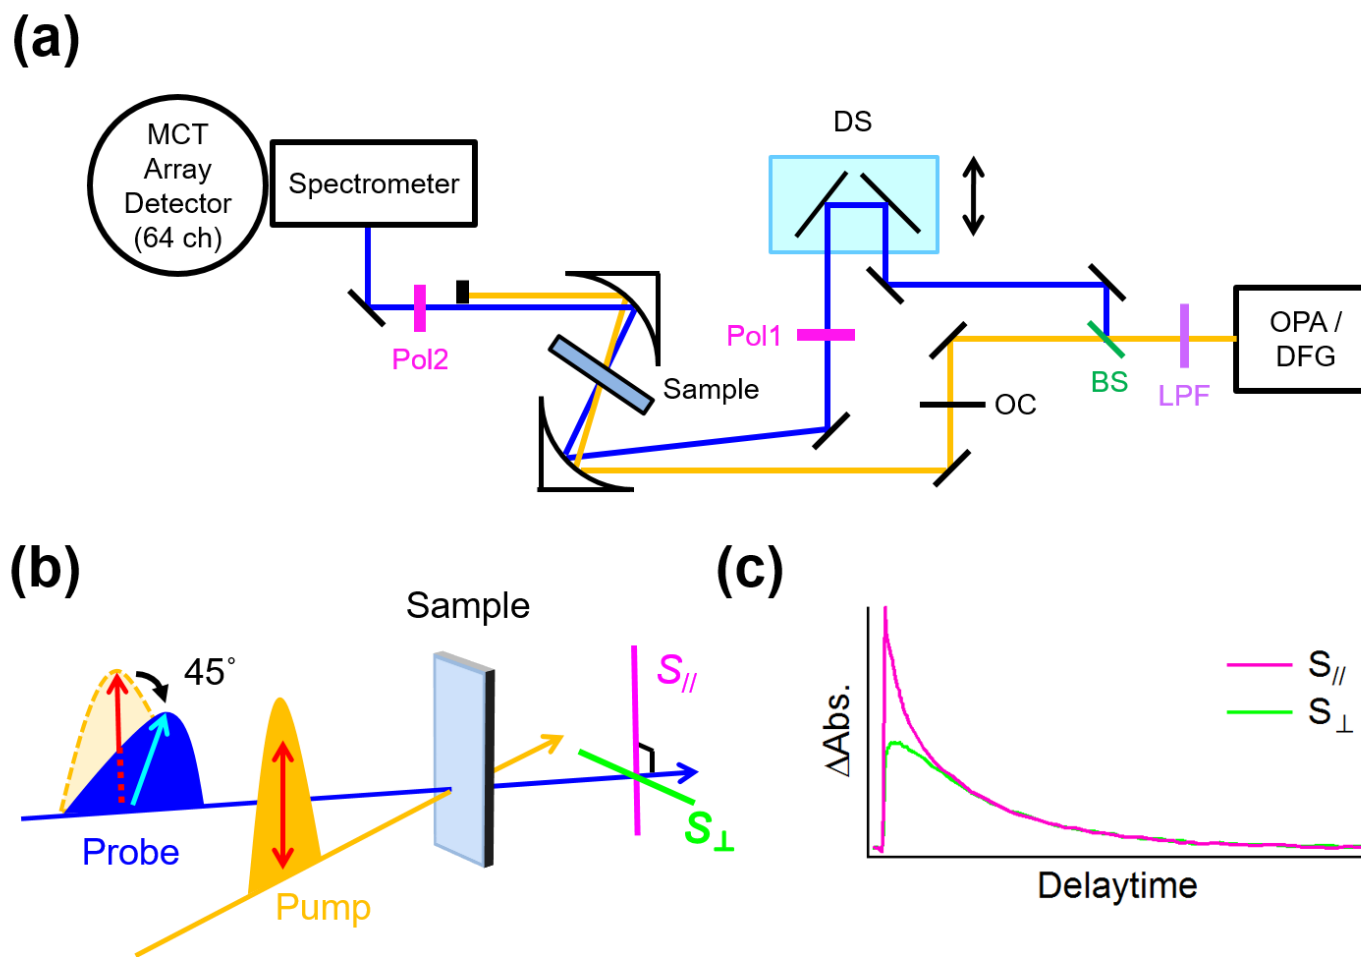 (a)
MCT
Array
Detector
(64 ch)
Spectrometer
DS
Pol2
Sample
Pol1
OC
BS
LPF
OPA /
DFG
(b)
Sample
45°
Probe
Pump
S//
S⊥
(c)
ΔAbs.
S//
S⊥
Delaytime